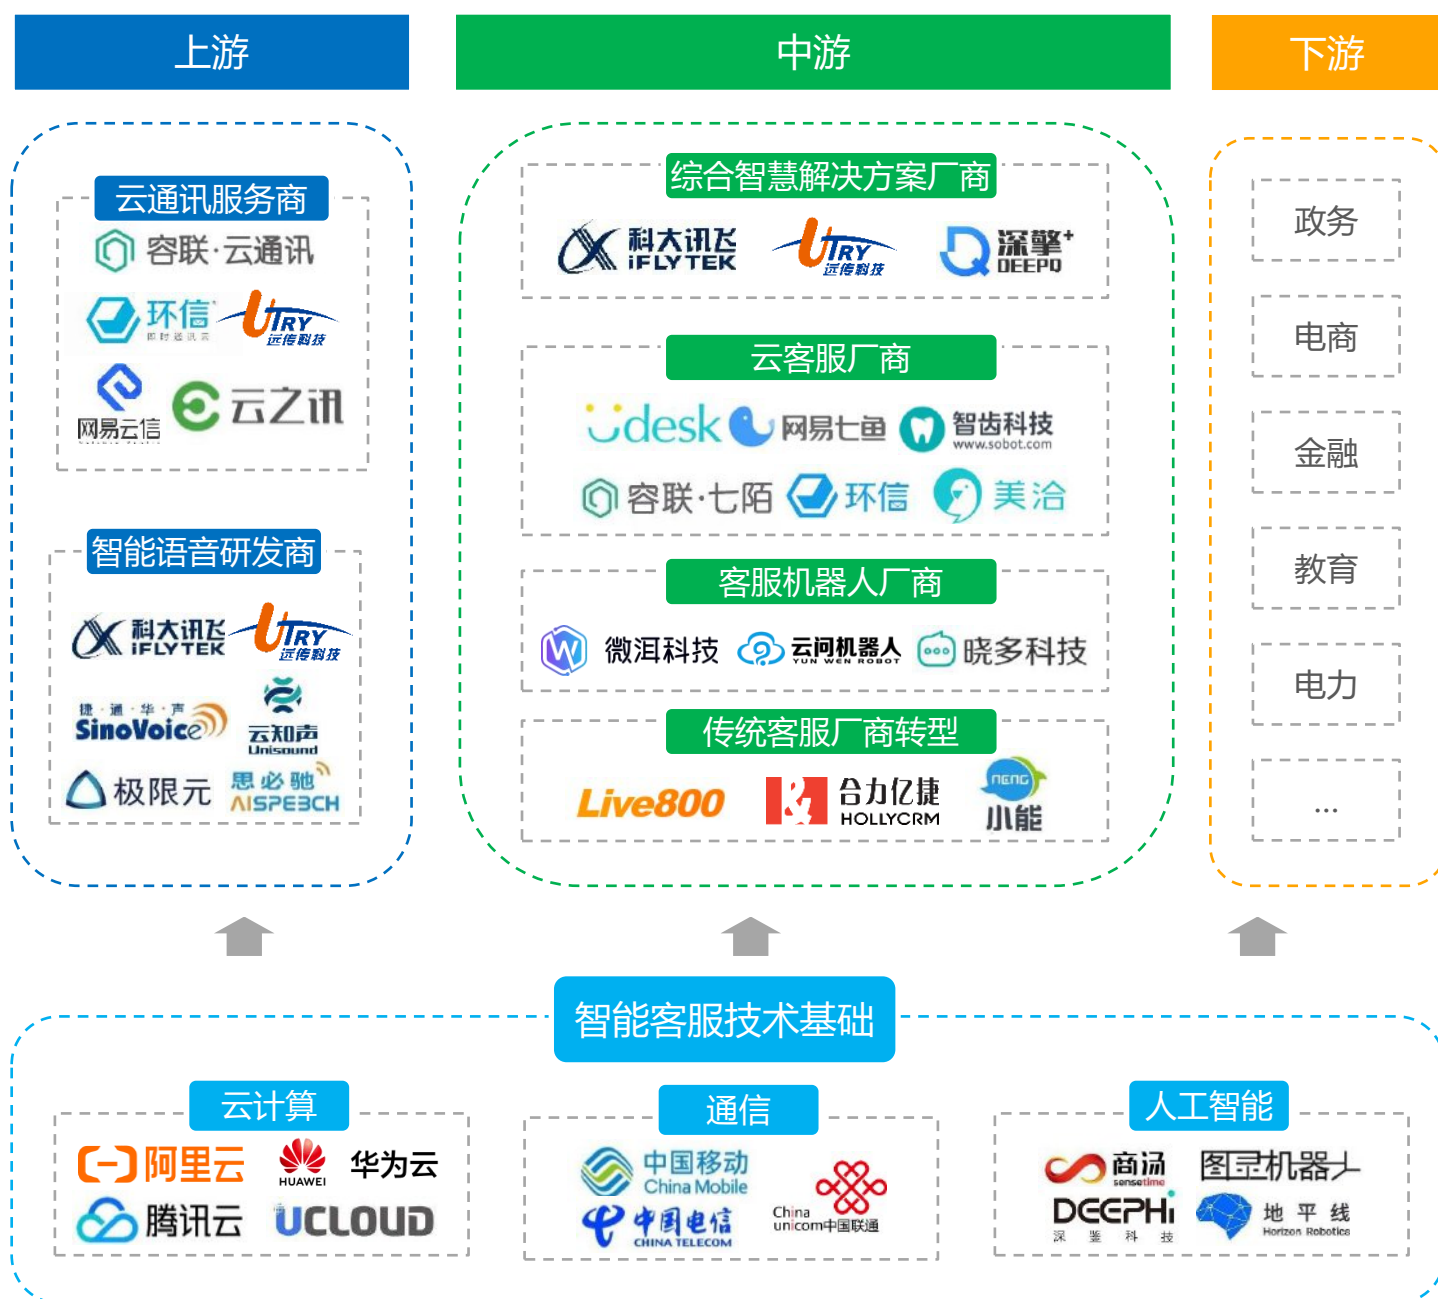 上游
中游
下游
云通讯服务商
容联·云通讯
环信
即时通讯云
UTRY
远传科技
网易云信
云之讯
智能语音研发商
科大讯飞
iFLYTEK
UTRY
远传科技
捷·通·华·声
SinoVoice
云知声
Unisound
极限元
思必驰
AISPEECH
综合智慧解决方案厂商
科大讯飞
iFLYTEK
UTRY
远传科技
深擎+
DEEPQ
云客服厂商
Udesk
网易七鱼
智齿科技
www.sobot.com
容联·七陌
环信
美洽
客服机器人厂商
微洱科技
云问机器人
YUN WEN ROBOT
晓多科技
传统客服厂商转型
Live800
合力亿捷
HOLLYCRM
NENG
小能
政务
电商
金融
教育
电力
...
智能客服技术基础
云计算
阿里云
HUAWEI
华为云
腾讯云
UCLOUD
通信
中国移动
China Mobile
中国电信
CHINA TELECOM
China
unicom中国联通
人工智能
商汤
sensetime
图灵机器人
DEEPHi
深鉴科技
地平线
Horizon Robotics